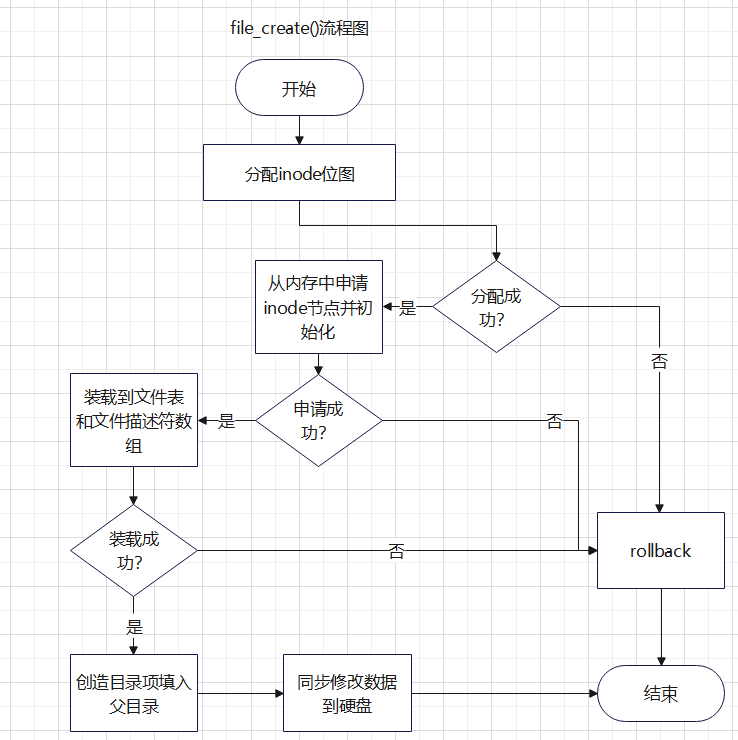 file_create()流程图
开始
分配inode位图
从内存中申请
inode节点并初
始化
是
分配成
功?
否
装载到文件表
和文件描述符数
组
是
申请成
功?
否
装载成
功?
否
rollback
是
创造目录项填入
父目录
同步修改数据
到硬盘
结束